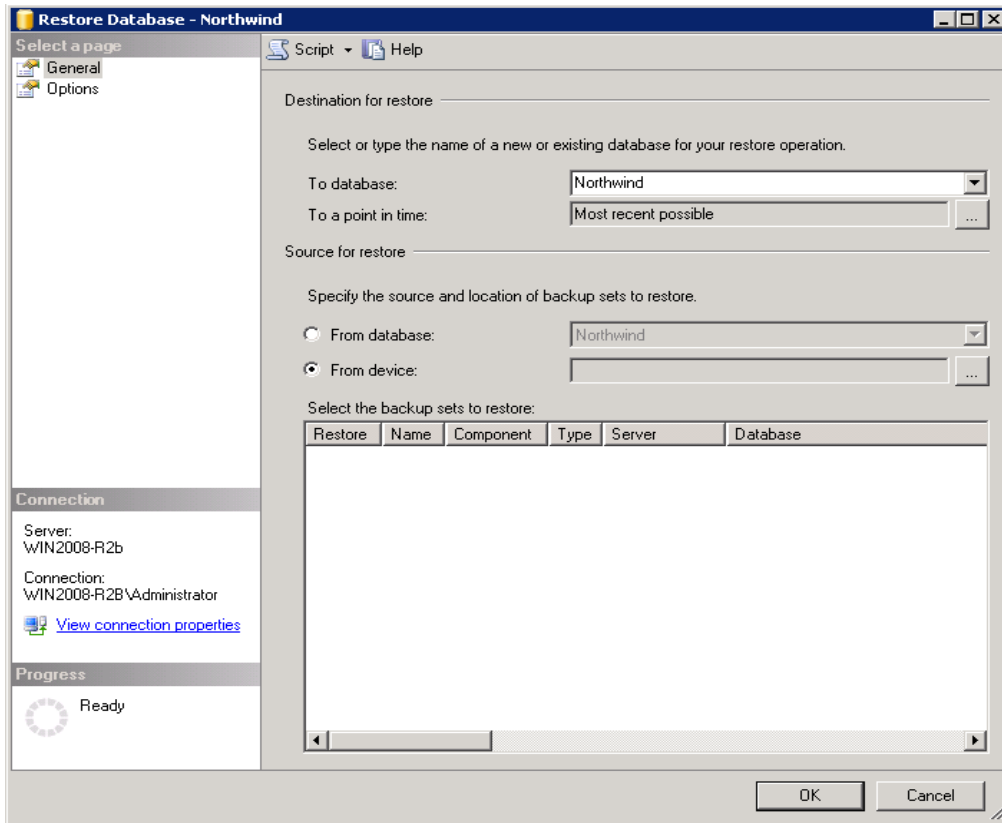 Restore Database - Northwind
Select a page
General
Options
Script
Help
Destination for restore
Select or type the name of a new or existing database for your restore operation.
To database:
Northwind
To a point in time:
Most recent possible
...
Source for restore
Specify the source and location of backup sets to restore.
From database:
Northwind
From device:
...
Select the backup sets to restore:
Restore Name Component Type Server Database
Connection
Server:
WIN2008-R2b
Connection:
WIN2008-R2B\Administrator
View connection properties
Progress
Ready
OK Cancel